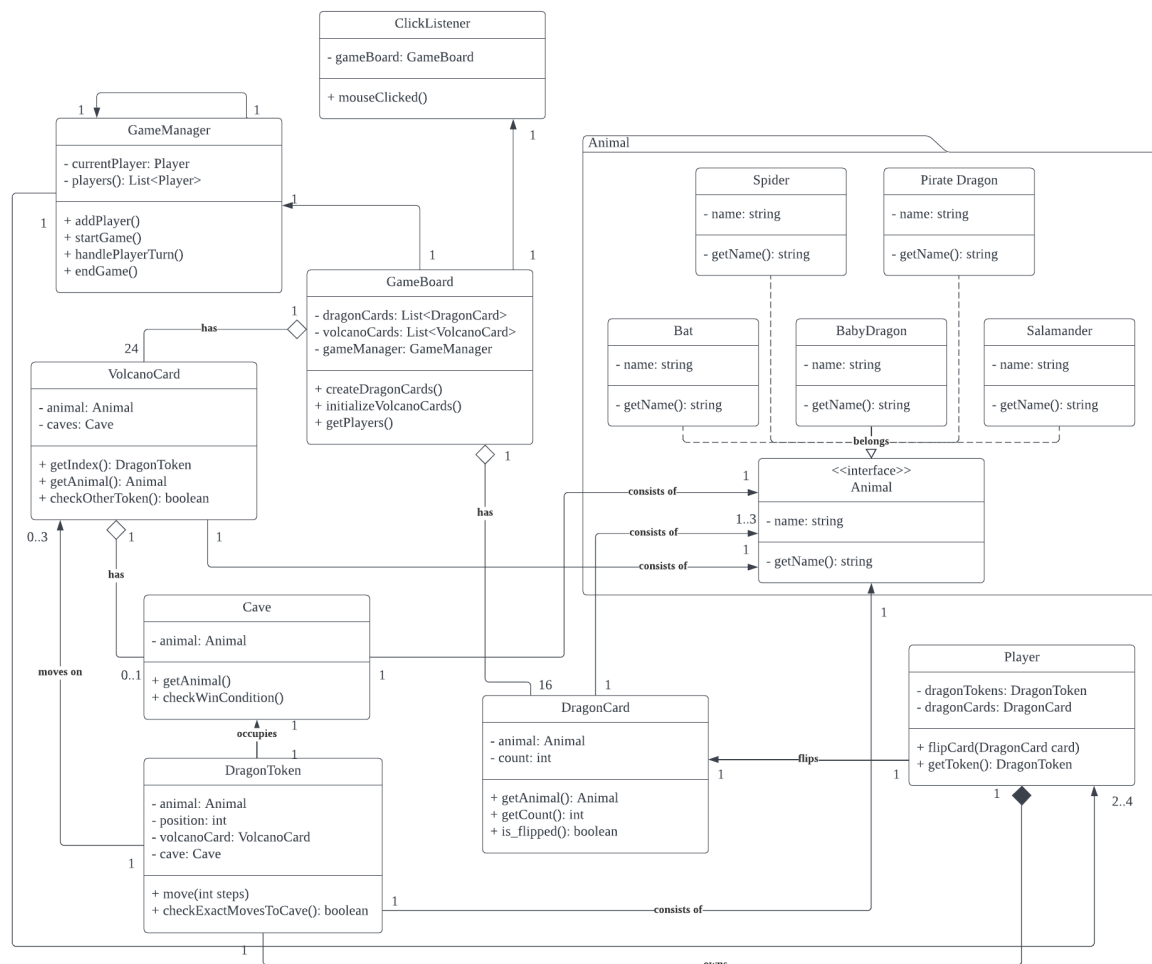 ClickListener
- gameBoard: GameBoard
+ mouseClicked()
1
1
1
GameManager
- currentPlayer: Player
- players(): List<Player>
+ addPlayer()
+ startGame()
+ handlePlayerTurn()
+ endGame()
1
1
1
1
GameBoard
- dragonCards: List<DragonCard>
- volcanoCards: List<VolcanoCard>
- gameManager: GameManager
+ createDragonCards()
+ initializeVolcanoCards()
+ getPlayers()
1
has
24
1
has
VolcanoCard
- animal: Animal
- caves: Cave
+ getIndex(): DragonToken
+ getAnimal(): Animal
+ checkOtherToken(): boolean
0..3
1
1
has
0..1
moves on
Animal
Spider
- name: string
- getName(): string
Pirate Dragon
- name: string
- getName(): string
Bat
- name: string
- getName(): string
BabyDragon
- name: string
- getName(): string
Salamander
- name: string
- getName(): string
belongs
<<interface>>
Animal
- name: string
- getName(): string
consists of
1
consists of
1..3
consists of
1
1
Cave
- animal: Animal
+ getAnimal()
+ checkWinCondition()
1
1
occupies
1
DragonToken
- animal: Animal
- position: int
- volcanoCard: VolcanoCard
- cave: Cave
+ move(int steps)
+ checkExactMovesToCave(): boolean
1
1
1
consists of
16
1
DragonCard
- animal: Animal
- count: int
+ getAnimal(): Animal
+ getCount(): int
+ is_flipped(): boolean
1
flips
1
Player
- dragonTokens: DragonToken
- dragonCards: DragonCard
+ flipCard(DragonCard card)
+ getToken(): DragonToken
1
2..4